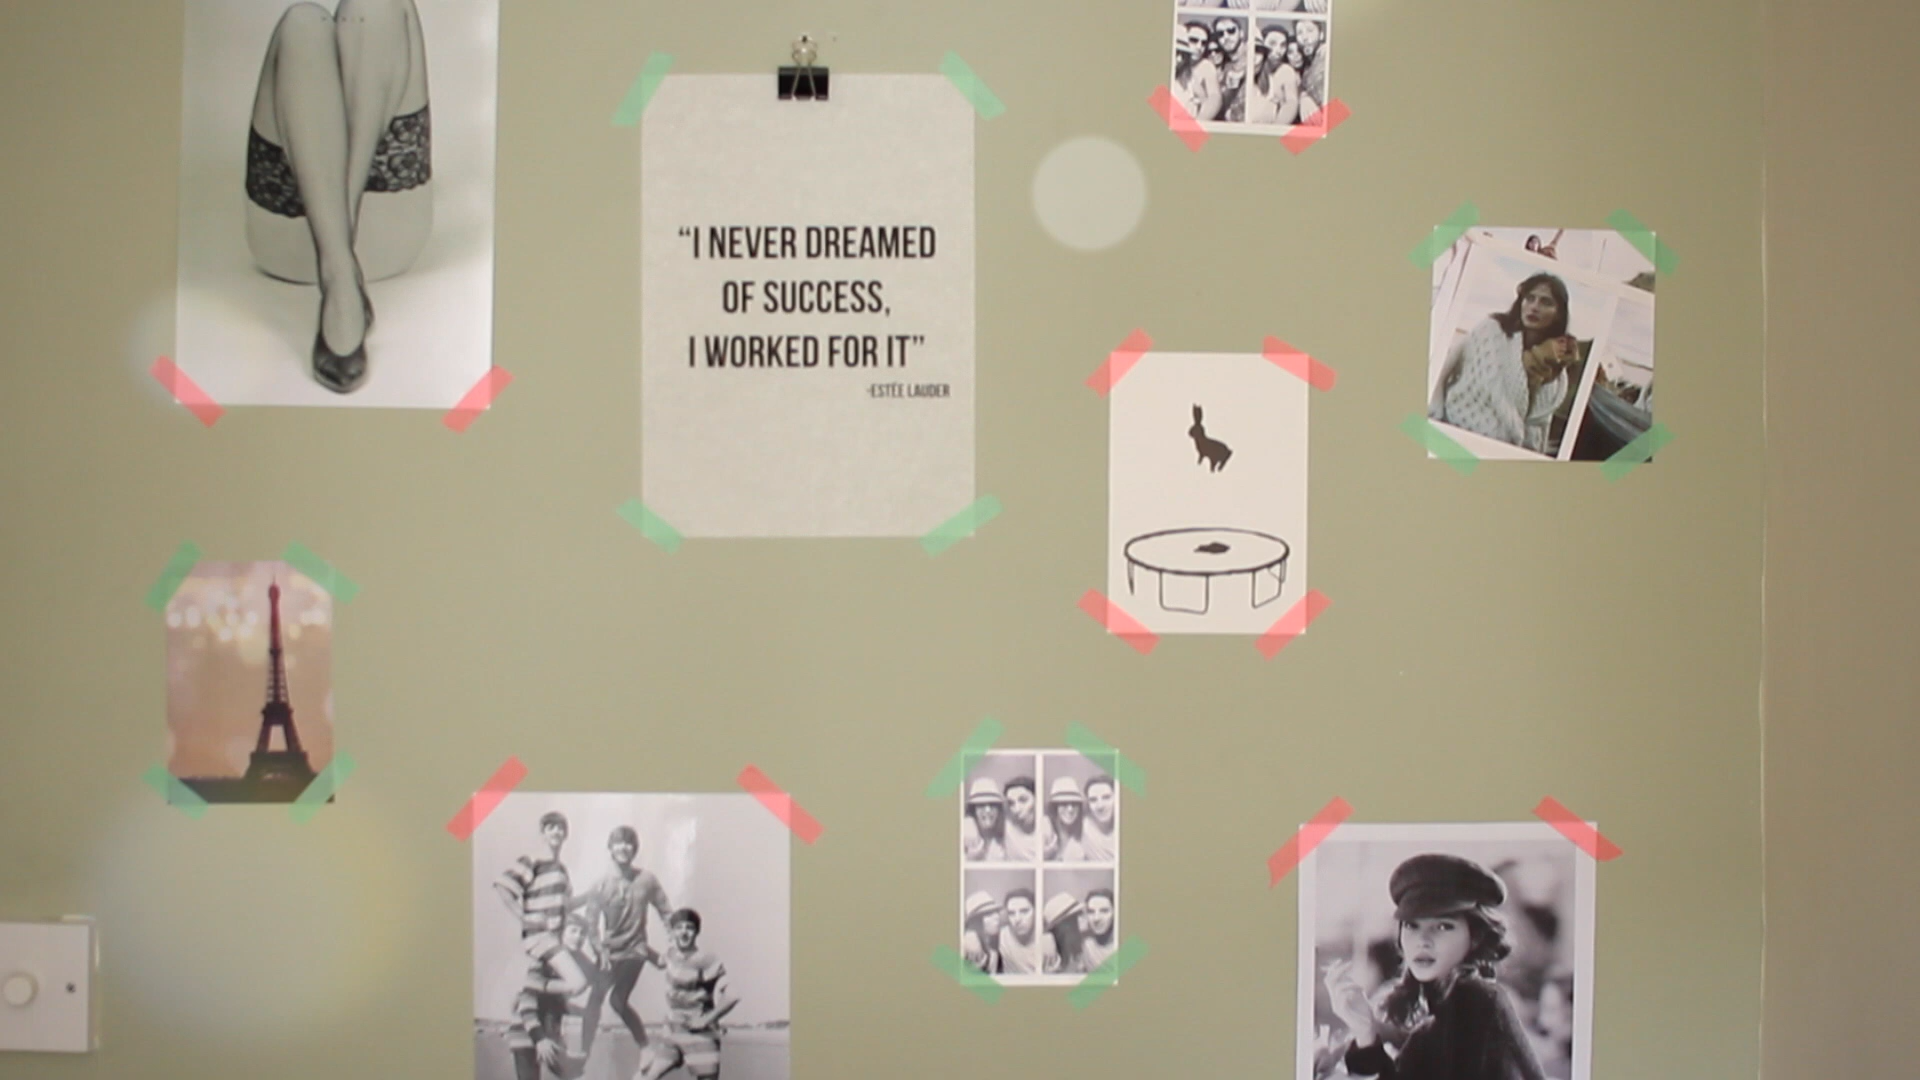 “I NEVER DREAMED
OF SUCCESS,
I WORKED FOR IT”
-ESTÉE LAUDER